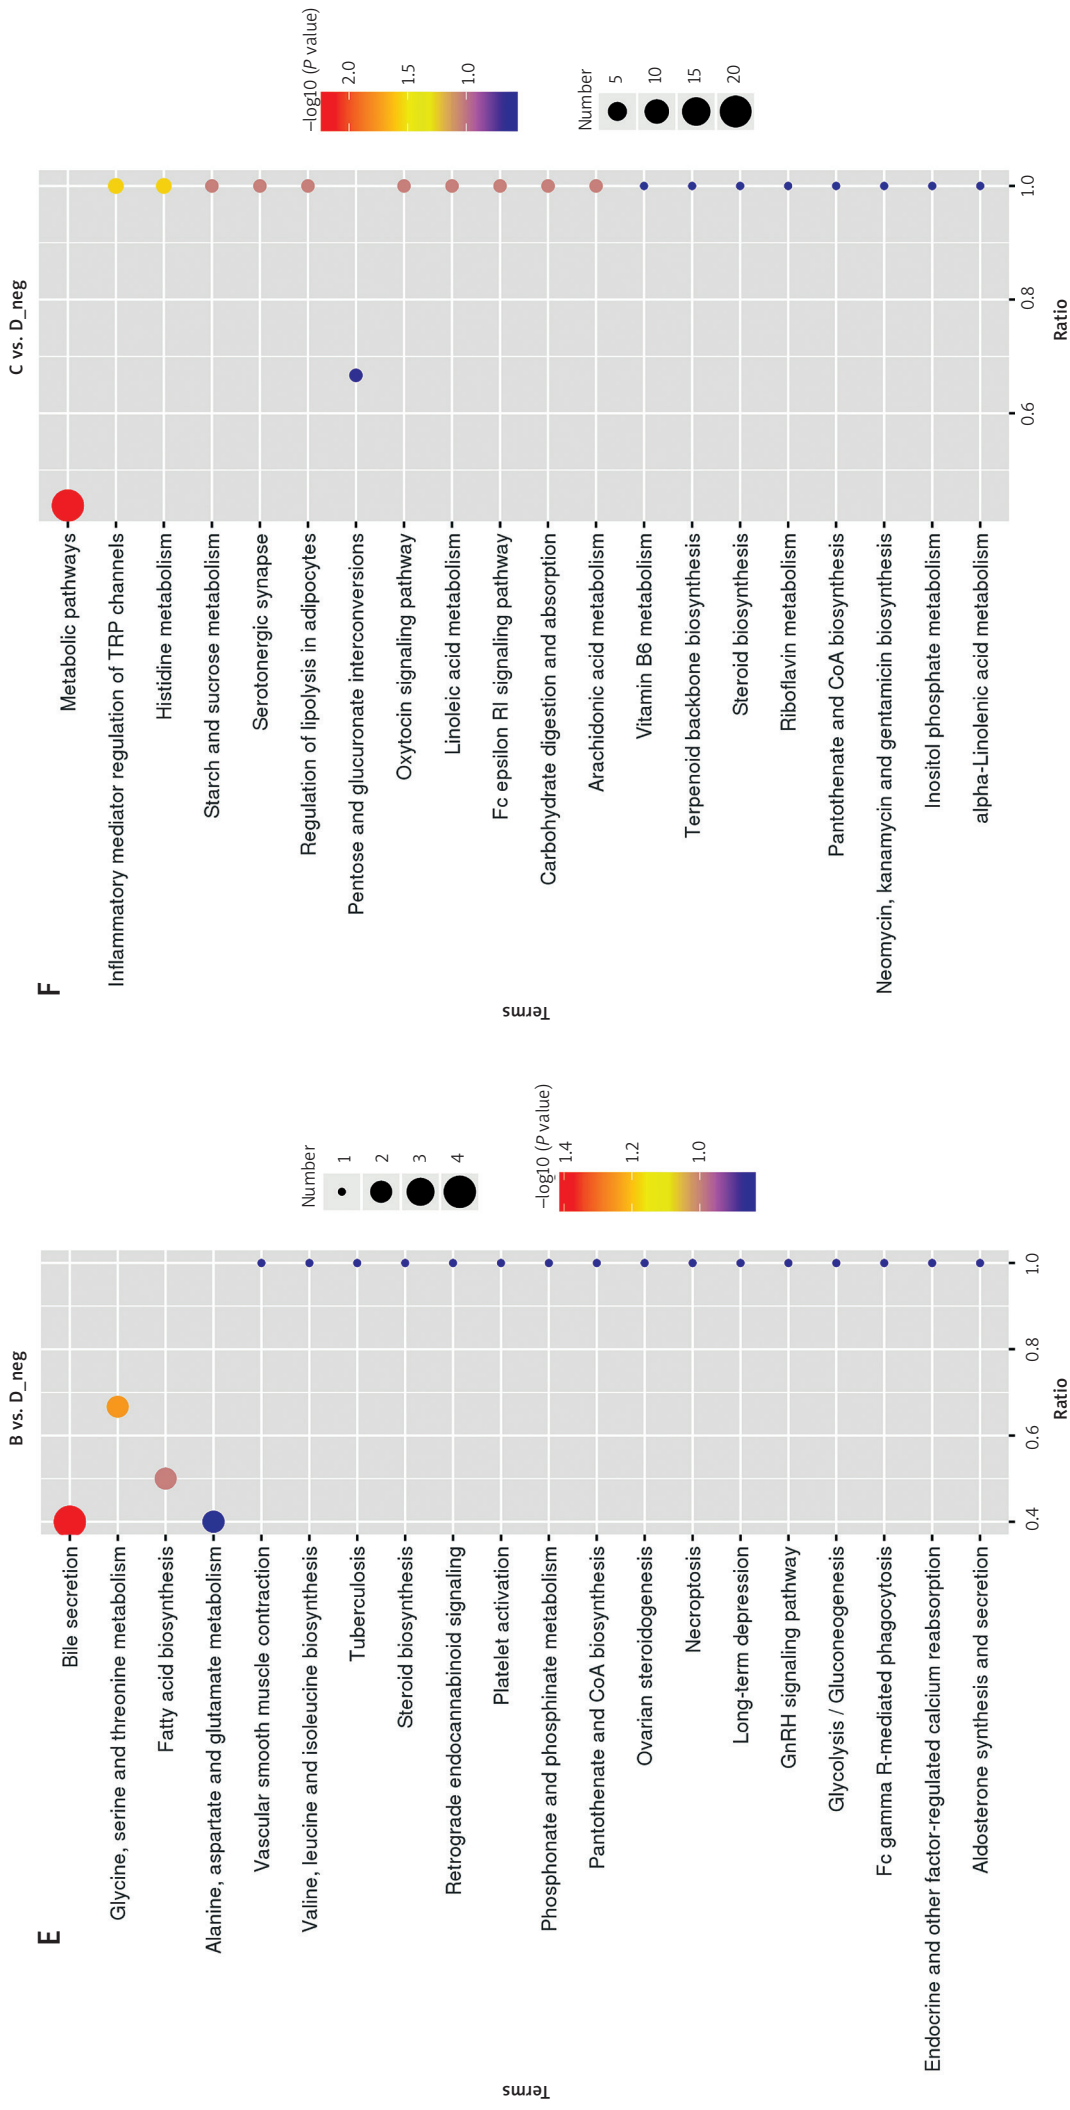 E
B vs. D_neg
Terms
Bile secretion
Glycine, serine and threonine metabolism
Fatty acid biosynthesis
Alanine, aspartate and glutamate metabolism
Vascular smooth muscle contraction
Valine, leucine and isoleucine biosynthesis
Tuberculosis
Steroid biosynthesis
Retrograde endocannabinoid signaling
Platelet activation
Phosphonate and phosphinate metabolism
Pantothenate and CoA biosynthesis
Ovarian steroidogenesis
Necroptosis
Long-term depression
GnRH signaling pathway
Glycolysis / Gluconeogenesis
Fc gamma R-mediated phagocytosis
Endocrine and other factor-regulated calcium reabsorption
Aldosterone synthesis and secretion
0.4 0.6 0.8 1.0
Ratio
Number
1
2
3
4
–log10 (P value)
1.4
1.2
1.0
F
C vs. D_neg
Terms
Metabolic pathways
Inflammatory mediator regulation of TRP channels
Histidine metabolism
Starch and sucrose metabolism
Serotonergic synapse
Regulation of lipolysis in adipocytes
Pentose and glucuronate interconversions
Oxytocin signaling pathway
Linoleic acid metabolism
Fc epsilon RI signaling pathway
Carbohydrate digestion and absorption
Arachidonic acid metabolism
Vitamin B6 metabolism
Terpenoid backbone biosynthesis
Steroid biosynthesis
Riboflavin metabolism
Pantothenate and CoA biosynthesis
Neomycin, kanamycin and gentamicin biosynthesis
Inositol phosphate metabolism
alpha-Linolenic acid metabolism
0.6 0.8 1.0
Ratio
–log10 (P value)
2.0
1.5
1.0
Number
5
10
15
20